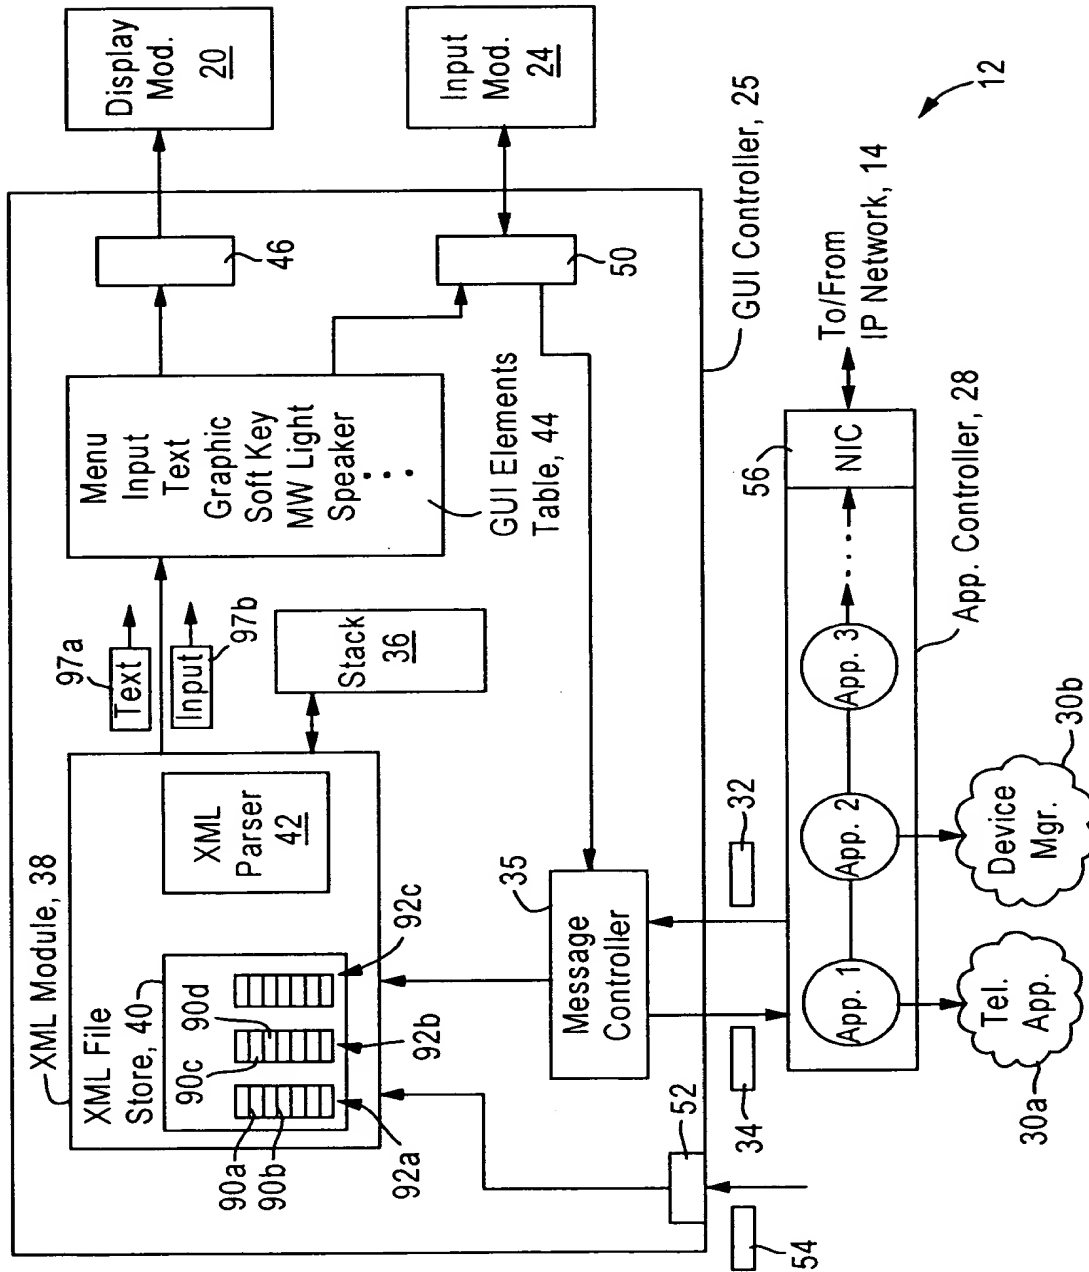 XML Module, 38
XML File
Store, 40
90a
90b
90c
90d
92a
92b
92c
XML
Parser
42
97a
Text
Input
97b
Stack
36
Menu
Input
Text
Graphic
Soft Key
MW Light
Speaker
GUI Elements
Table, 44
46
Display
Mod.
20
50
Input
Mod.
24
35
Message
Controller
52
54
GUI Controller, 25
34
32
App. 1
App. 2
App. 3
56
NIC
To/From
IP Network, 14
App. Controller, 28
Tel.
App.
30a
Device
Mgr.
30b
12